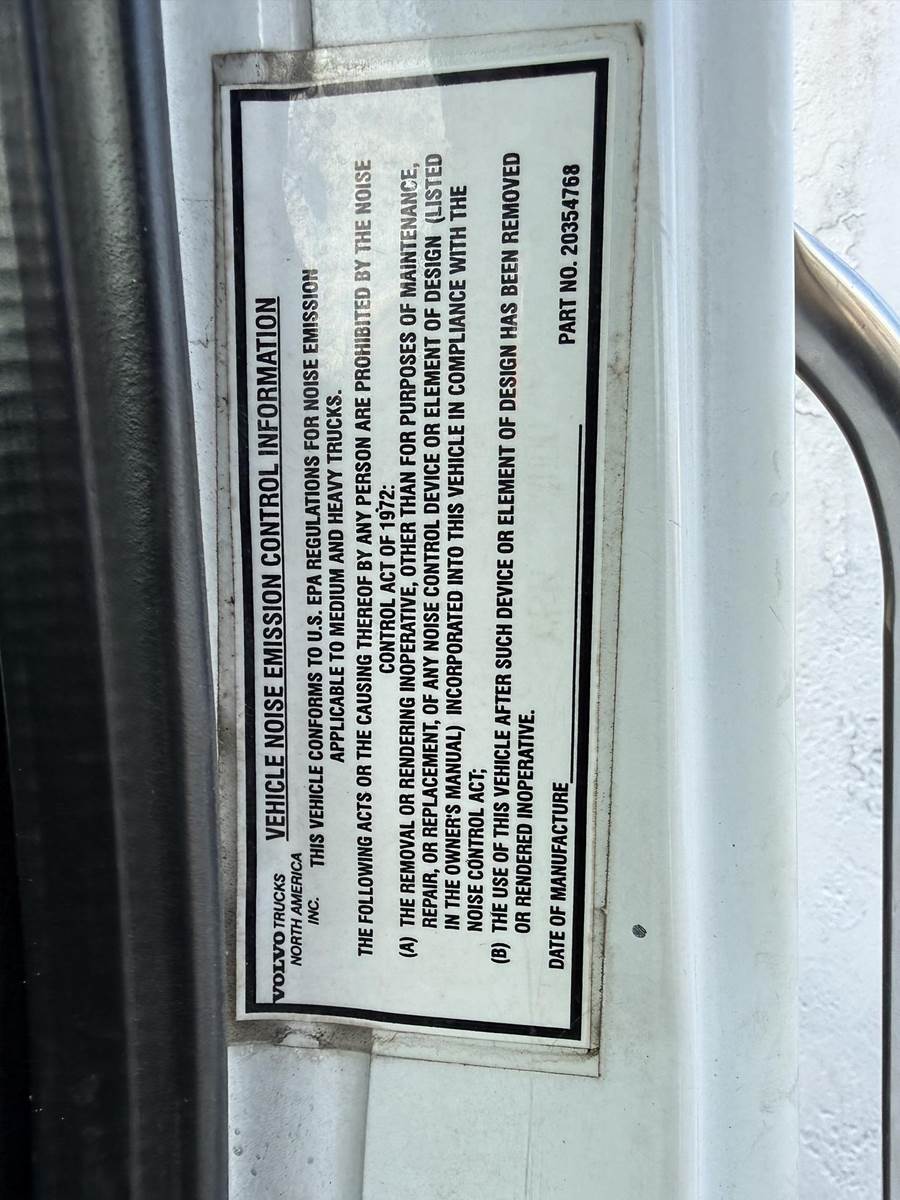 VOLVO TRUCKS
NORTH AMERICA
INC.
VEHICLE NOISE EMISSION CONTROL INFORMATION
THIS VEHICLE CONFORMS TO U.S. EPA REGULATIONS FOR NOISE EMISSION
APPLICABLE TO MEDIUM AND HEAVY TRUCKS.
THE FOLLOWING ACTS OR THE CAUSING THEREOF BY ANY PERSON ARE PROHIBITED BY THE NOISE
CONTROL ACT OF 1972:
(A) THE REMOVAL OR RENDERING INOPERATIVE, OTHER THAN FOR PURPOSES OF MAINTENANCE,
REPAIR, OR REPLACEMENT, OF ANY NOISE CONTROL DEVICE OR ELEMENT OF DESIGN (LISTED
IN THE OWNER'S MANUAL) INCORPORATED INTO THIS VEHICLE IN COMPLIANCE WITH THE
NOISE CONTROL ACT;
(B) THE USE OF THIS VEHICLE AFTER SUCH DEVICE OR ELEMENT OF DESIGN HAS BEEN REMOVED
OR RENDERED INOPERATIVE.
DATE OF MANUFACTURE PART NO. 20354768